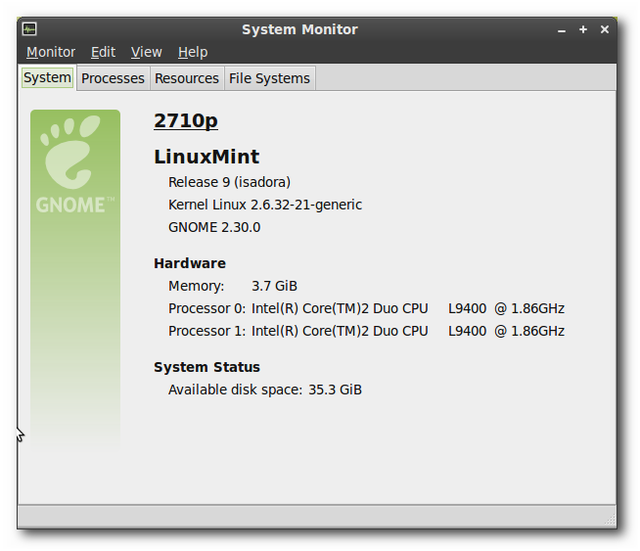 System Monitor
Monitor Edit View Help
System Processes Resources File Systems
GNOME™
2710p
LinuxMint
Release 9 (isadora)
Kernel Linux 2.6.32-21-generic
GNOME 2.30.0
Hardware
Memory: 3.7 GiB
Processor 0: Intel(R) Core(TM)2 Duo CPU L9400 @ 1.86GHz
Processor 1: Intel(R) Core(TM)2 Duo CPU L9400 @ 1.86GHz
System Status
Available disk space: 35.3 GiB